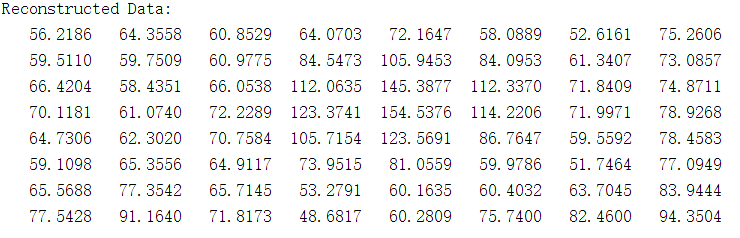 Reconstructed Data:
56.2186 64.3558 60.8529 64.0703 72.1647 58.0889 52.6161 75.2606
59.5110 59.7509 60.9775 84.5473 105.9453 84.0953 61.3407 73.0857
66.4204 58.4351 66.0538 112.0635 145.3877 112.3370 71.8409 74.8711
70.1181 61.0740 72.2289 123.3741 154.5376 114.2206 71.9971 78.9268
64.7306 62.3020 70.7584 105.7154 123.5691 86.7647 59.5592 78.4583
59.1098 65.3556 64.9117 73.9515 81.0559 59.9786 51.7464 77.0949
65.5688 77.3542 65.7145 53.2791 60.1635 60.4032 63.7045 83.9444
77.5428 91.1640 71.8173 48.6817 60.2809 75.7400 82.4600 94.3504